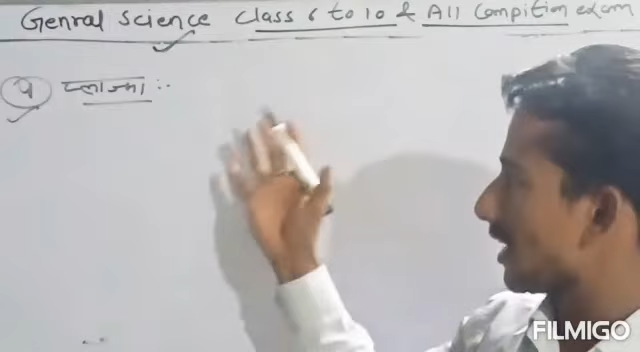 Genral Science Class 6 to 10 & All Compition exam
प प्लाज्मा :-
FILMIGO